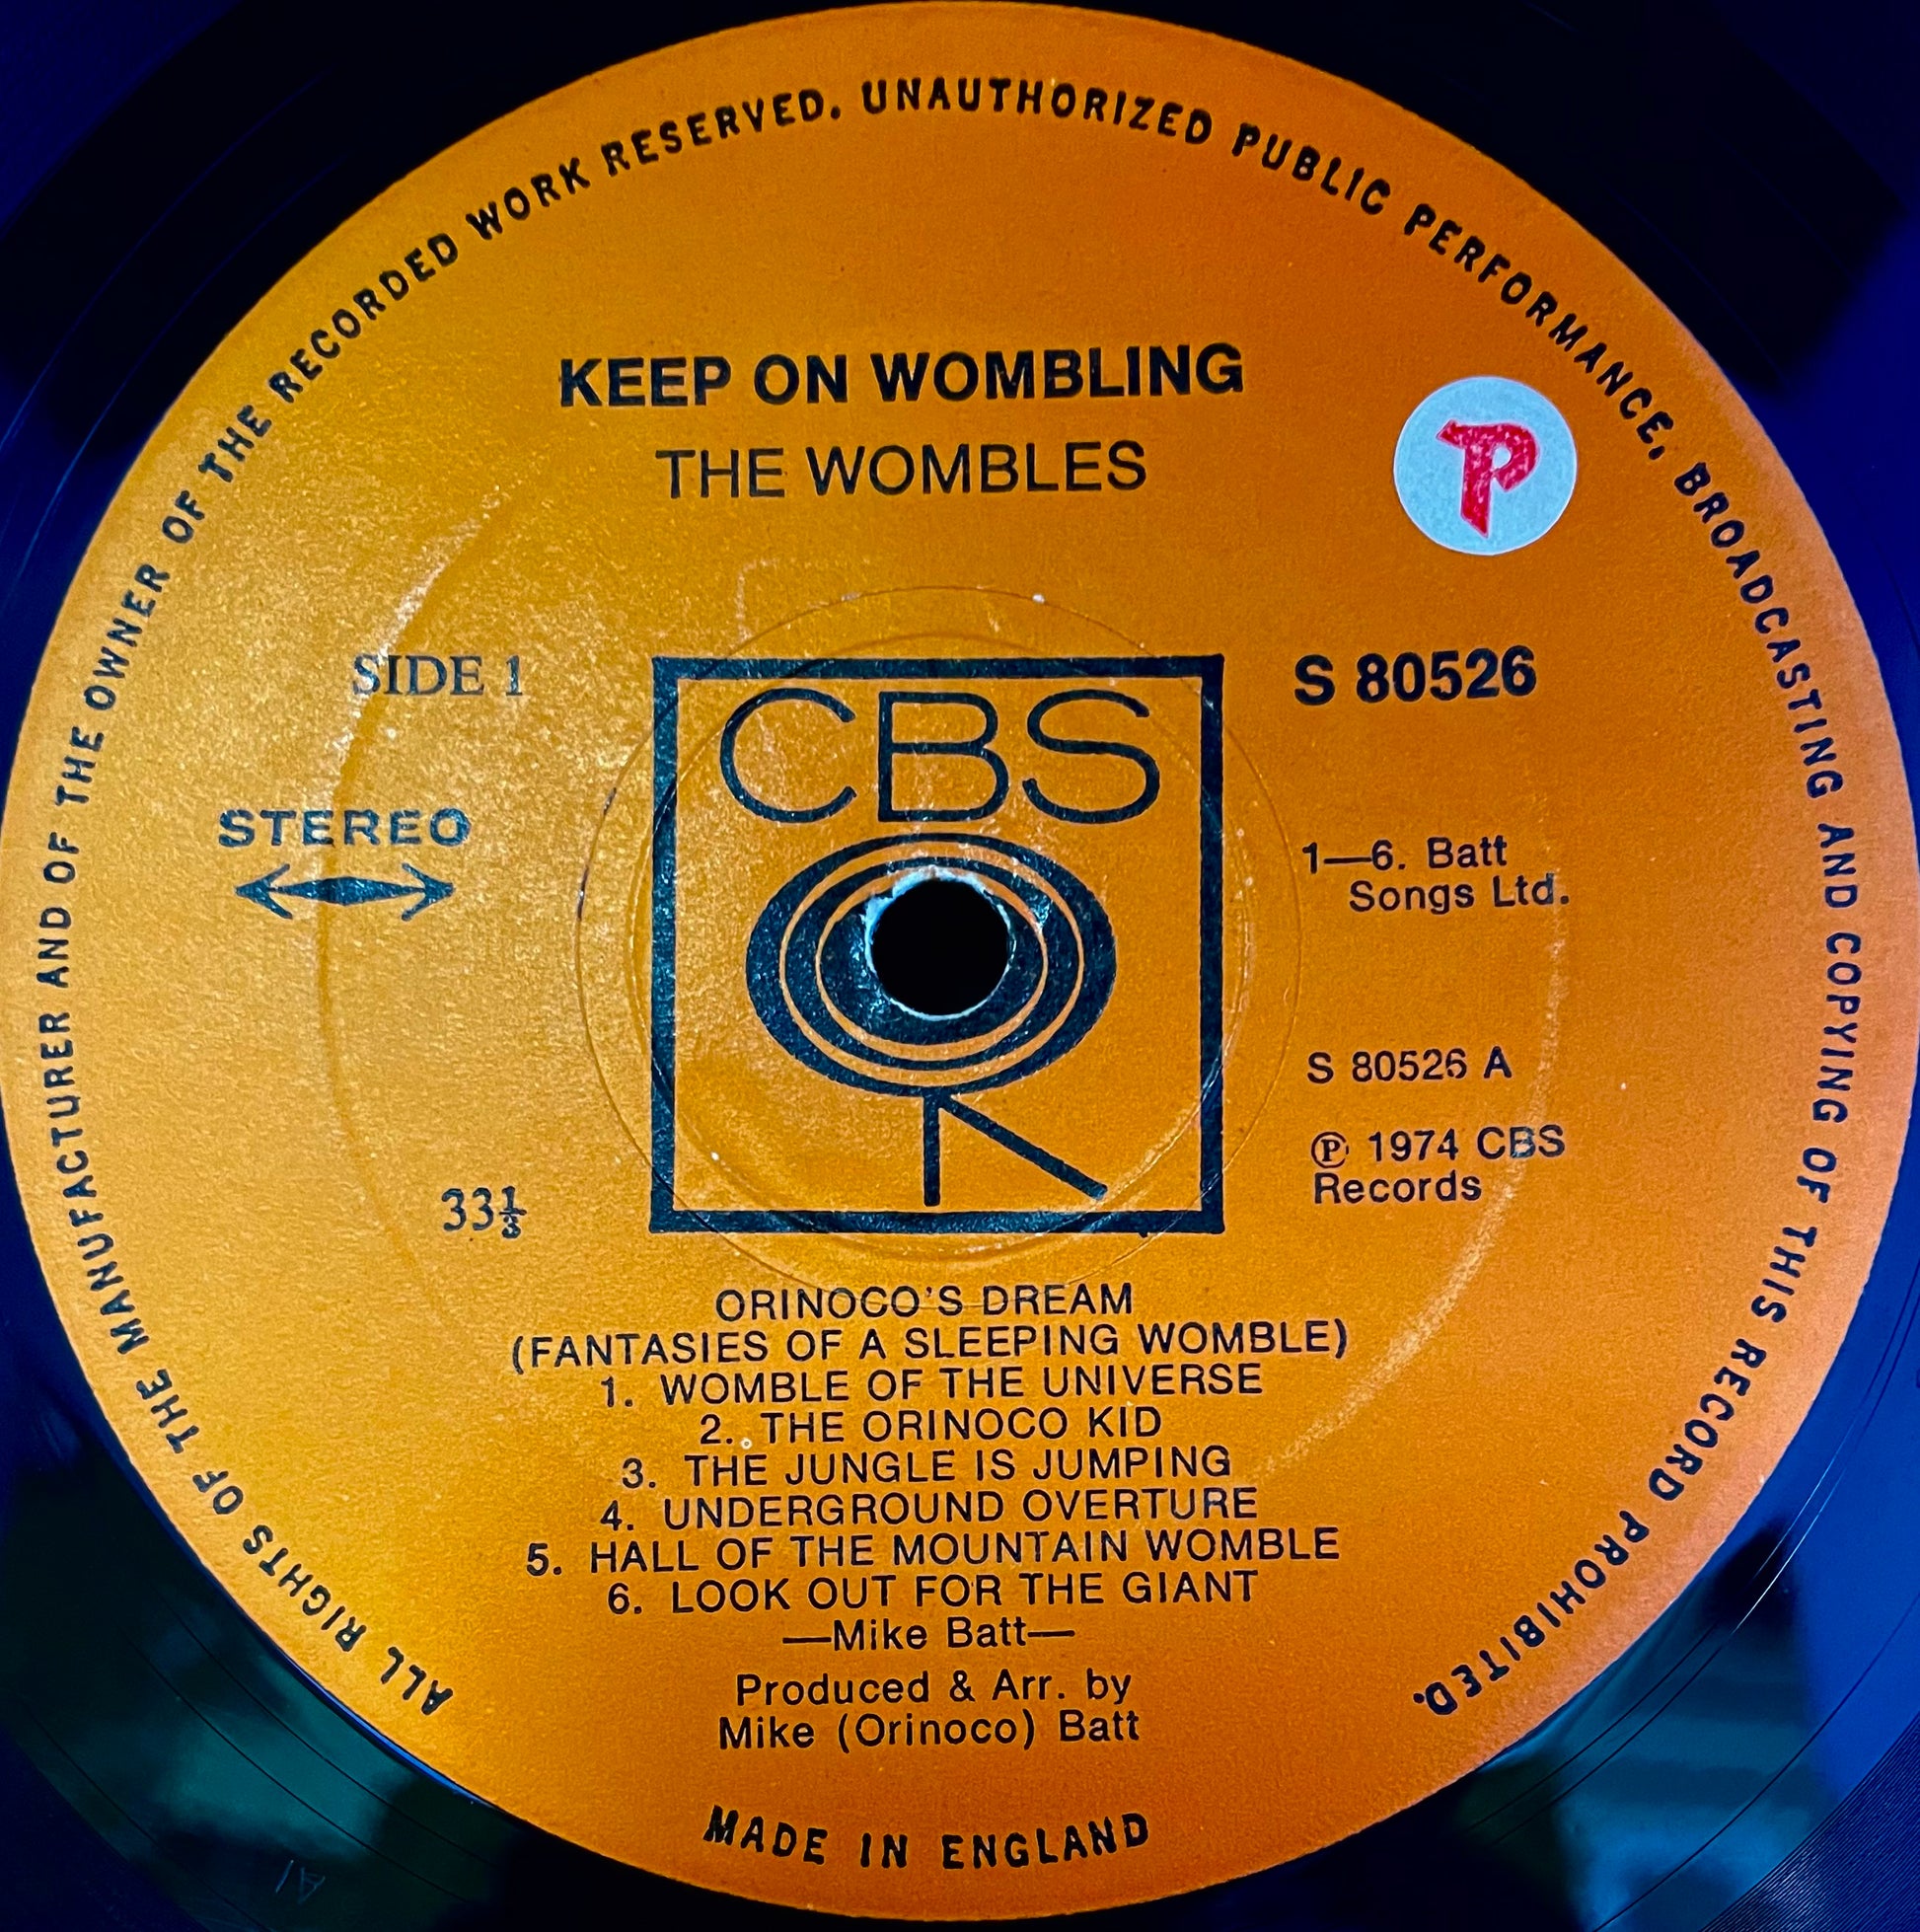 ALL RIGHTS OF THE MANUFACTURER AND OF THE OWNER OF THE RECORDED WORK RESERVED. UNAUTHORIZED PUBLIC PERFORMANCE, BROADCASTING AND COPYING OF THIS RECORD PROHIBITED.
KEEP ON WOMBLING
THE WOMBLES
P
SIDE 1
S 80526
CBS
STEREO
1—6. Batt
Songs Ltd.
S 80526 A
℗ 1974 CBS
Records
33⅓
ORINOCO'S DREAM
(FANTASIES OF A SLEEPING WOMBLE)
1. WOMBLE OF THE UNIVERSE
2. THE ORINOCO KID
3. THE JUNGLE IS JUMPING
4. UNDERGROUND OVERTURE
5. HALL OF THE MOUNTAIN WOMBLE
6. LOOK OUT FOR THE GIANT
—Mike Batt—
Produced & Arr. by
Mike (Orinoco) Batt
MADE IN ENGLAND